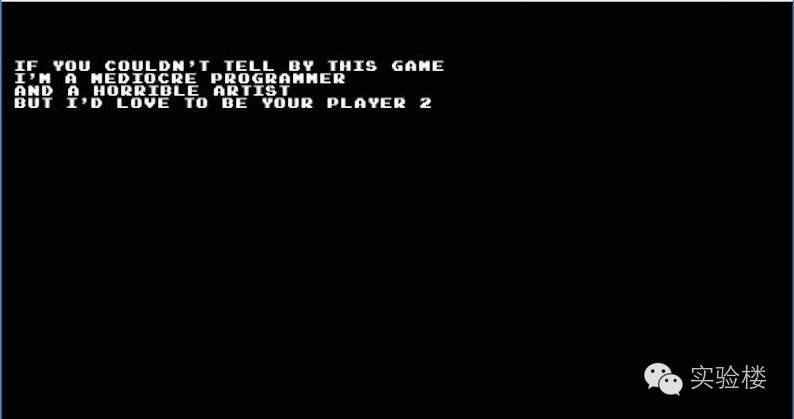 IF YOU COULDN'T TELL BY THIS GAME
I'M A MEDIOCRE PROGRAMMER
AND A HORRIBLE ARTIST
BUT I'D LOVE TO BE YOUR PLAYER 2
实验楼